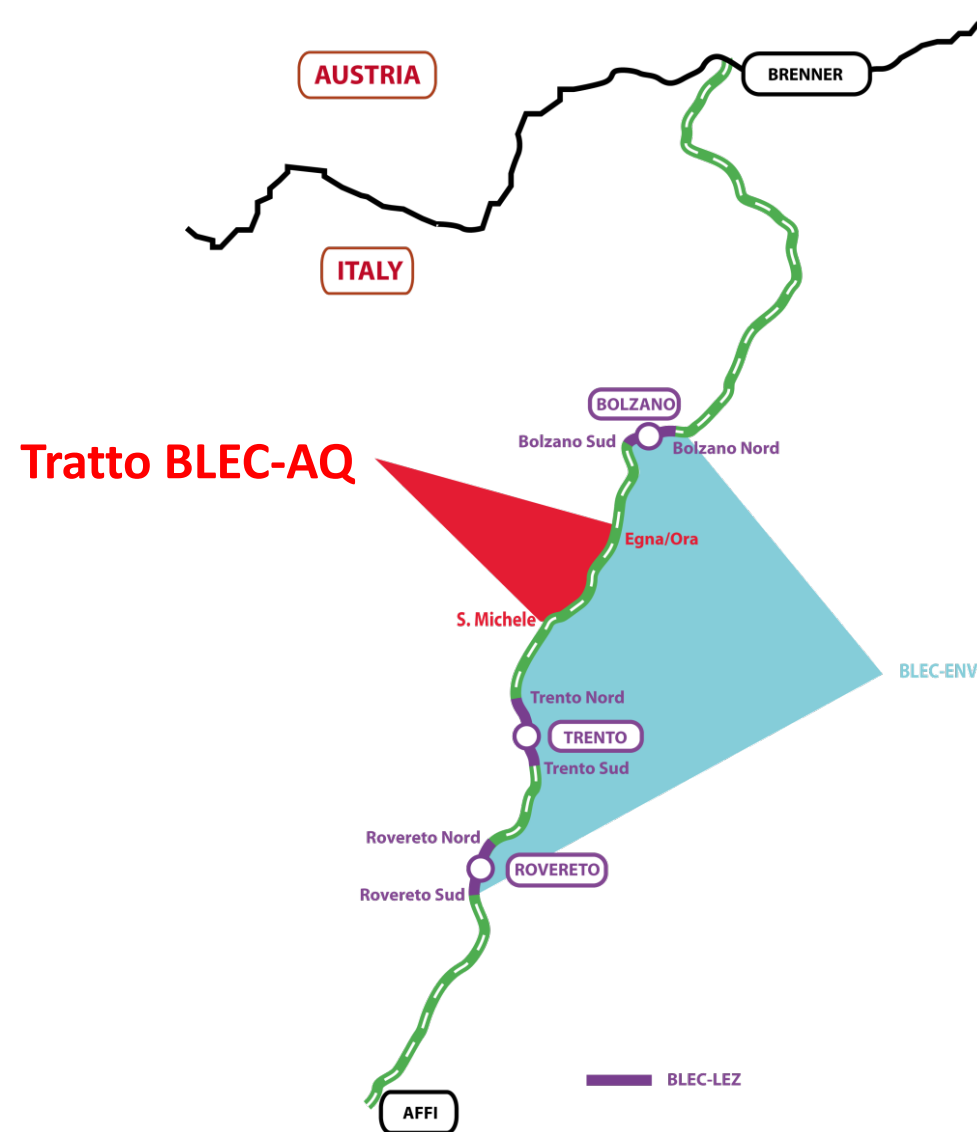 AUSTRIA
BRENNER
ITALY
BOLZANO
Bolzano Sud
Bolzano Nord
Tratto BLEC-AQ
Egna/Ora
S. Michele
BLEC-ENV
Trento Nord
TRENTO
Trento Sud
Rovereto Nord
ROVERETO
Rovereto Sud
BLEC-LEZ
AFFI